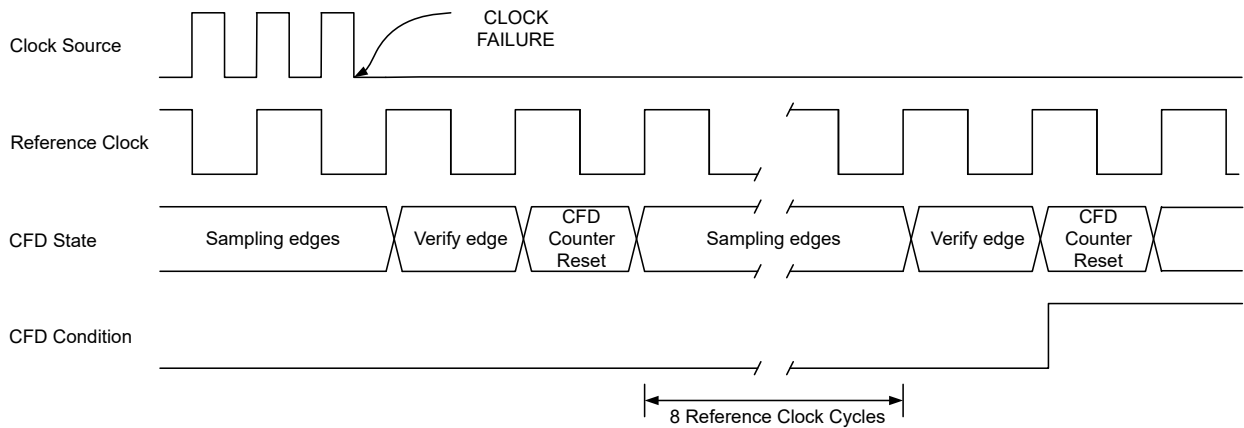 CLOCK
FAILURE
Clock Source
Reference Clock
CFD State
Sampling edges
Verify edge
CFD
Counter
Reset
Sampling edges
Verify edge
CFD
Counter
Reset
CFD Condition
8 Reference Clock Cycles